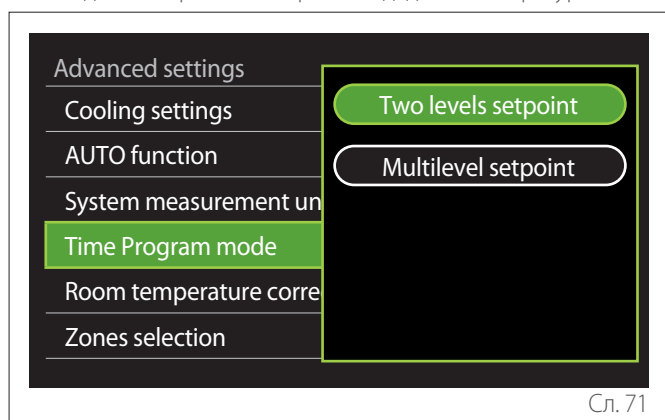 Advanced settings
Cooling settings
AUTO function
System measurement un
Time Program mode
Room temperature corre
Zones selection
Two levels setpoint
Multilevel setpoint
Сл. 71